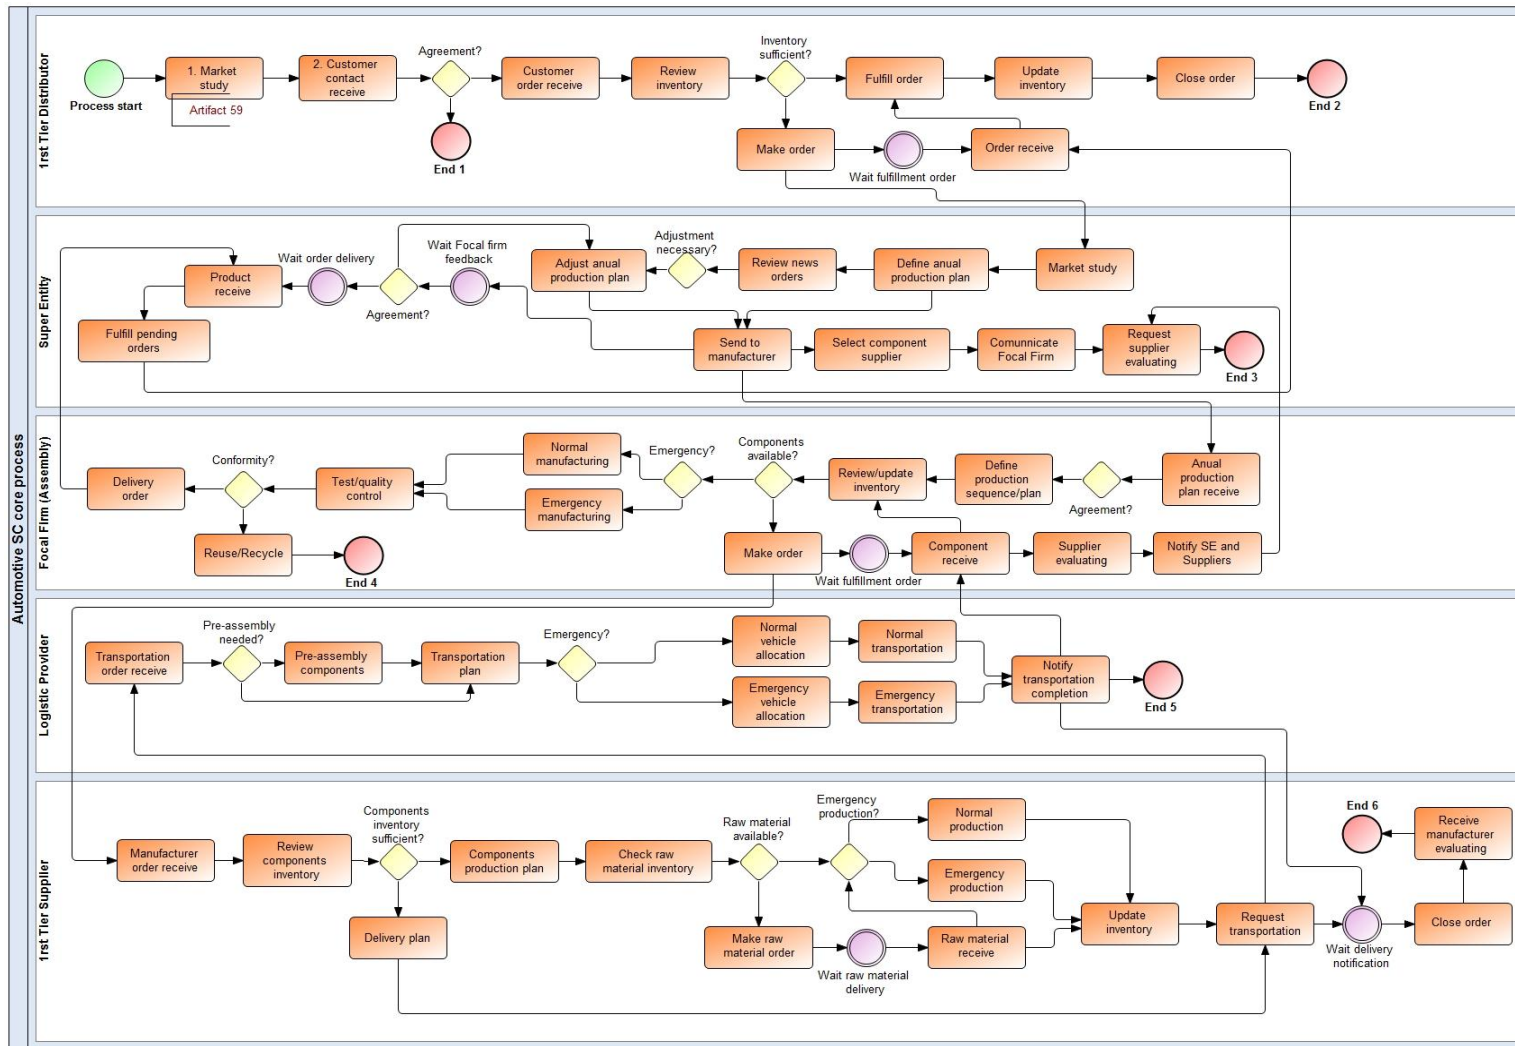 Automotive SC core process
1rst Tier Distributor
Process start
1. Market
study
Artifact 59
2. Customer
contact
receive
Agreement?
End 1
Customer
order receive
Review
inventory
Inventory
sufficient?
Fulfill order
Update
inventory
Close order
End 2
Make order
Wait fulfillment order
Order receive
Super Entity
Product
receive
Wait order delivery
Agreement?
Wait Focal firm
feedback
Adjust anual
production plan
Adjustment
necessary?
Review news
orders
Define anual
production plan
Market study
Fulfill pending
orders
Send to
manufacturer
Select component
supplier
Comunnicate
Focal Firm
Request
supplier
evaluating
End 3
Focal FIrm (Assembly)
Delivery
order
Conformity?
Test/quality
control
Normal
manufacturing
Emergency
manufacturing
Emergency?
Components
available?
Review/update
inventory
Define
production
sequence/plan
Agreement?
Anual
production
plan receive
Reuse/Recycle
End 4
Make order
Wait fulfillment order
Component
receive
Supplier
evaluating
Notify SE and
Suppliers
Logistic Provider
Transportation
order receive
Pre-assembly
needed?
Pre-assembly
components
Transportation
plan
Emergency?
Normal
vehicle
allocation
Normal
transportation
Emergency
vehicle
allocation
Emergency
transportation
Notify
transportation
completion
End 5
1rst Tier Supplier
Manufacturer
order receive
Review
components
inventory
Components
inventory
sufficient?
Components
production plan
Check raw
material inventory
Raw material
available?
Emergency
production?
Normal
production
Emergency
production
Delivery plan
Make raw
material order
Wait raw material
delivery
Raw material
receive
Update
inventory
Request
transportation
Wait delivery
notification
Close order
Receive
manufacturer
evaluating
End 6